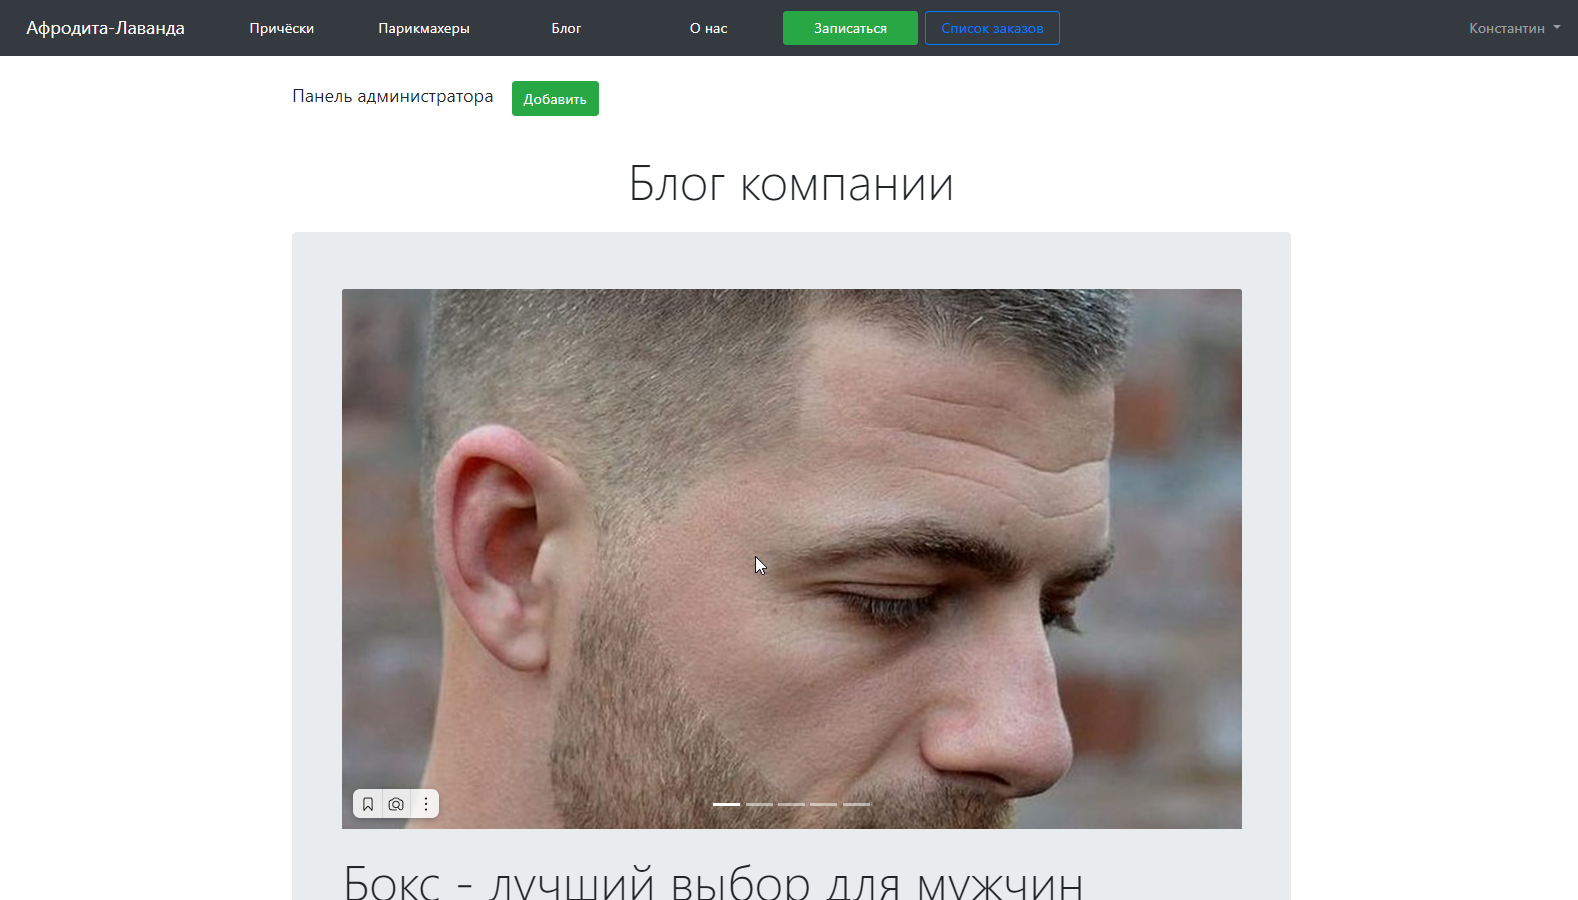 Афродита-Лаванда Причёски Парикмахеры Блог О нас Записаться Список заказов Константин
Панель администратора Добавить
Блог компании
Бокс - лучший выбор для мужчин